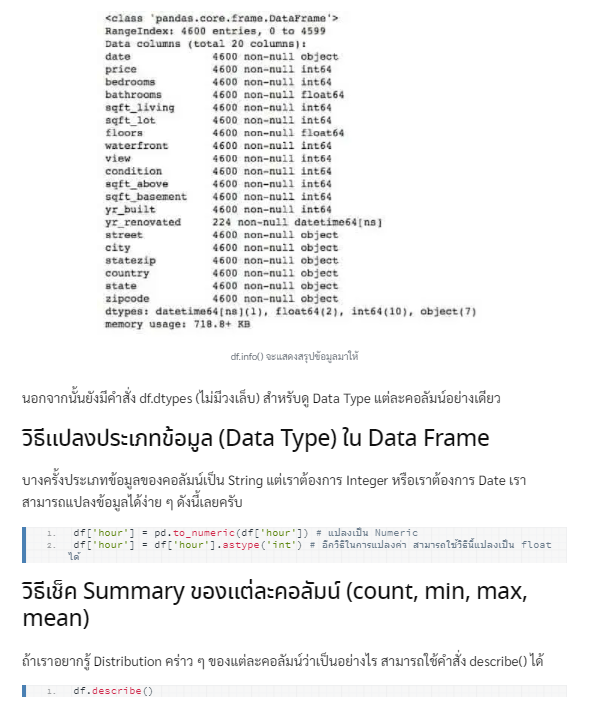 <class 'pandas.core.frame.DataFrame'>
RangeIndex: 4600 entries, 0 to 4599
Data columns (total 20 columns):
date 4600 non-null object
price 4600 non-null int64
bedrooms 4600 non-null int64
bathrooms 4600 non-null float64
sqft_living 4600 non-null int64
sqft_lot 4600 non-null int64
floors 4600 non-null float64
waterfront 4600 non-null int64
view 4600 non-null int64
condition 4600 non-null int64
sqft_above 4600 non-null int64
sqft_basement 4600 non-null int64
yr_built 4600 non-null int64
yr_renovated 224 non-null datetime64[ns]
street 4600 non-null object
city 4600 non-null object
statezip 4600 non-null object
country 4600 non-null object
state 4600 non-null object
zipcode 4600 non-null object
dtypes: datetime64[ns](1), float64(2), int64(10), object(7)
memory usage: 718.8+ KB
df.info() จะแสดงสรุปข้อมูลมาให้
นอกจากนั้นยังมีคำสั่ง df.dtypes (ไม่มีวงเล็บ) สำหรับดู Data Type แต่ละคอลัมน์อย่างเดียว
วิธีแปลงประเภทข้อมูล (Data Type) ใน Data Frame
บางครั้งประเภทข้อมูลของคอลัมน์เป็น String แต่เราต้องการ Integer หรือเราต้องการ Date เรา
สามารถแปลงข้อมูลได้ง่าย ๆ ดังนี้เลยครับ
1. df['hour'] = pd.to_numeric(df['hour']) # แปลงเป็น Numeric
2. df['hour'] = df['hour'].astype('int') # อีกวิธีในการแปลงค่า สามารถใช้วิธีนี้แปลงเป็น float
ได้
วิธีเช็ค Summary ของแต่ละคอลัมน์ (count, min, max,
mean)
ถ้าเราอยากรู้ Distribution คร่าว ๆ ของแต่ละคอลัมน์ว่าเป็นอย่างไร สามารถใช้คำสั่ง describe() ได้
1. df.describe()